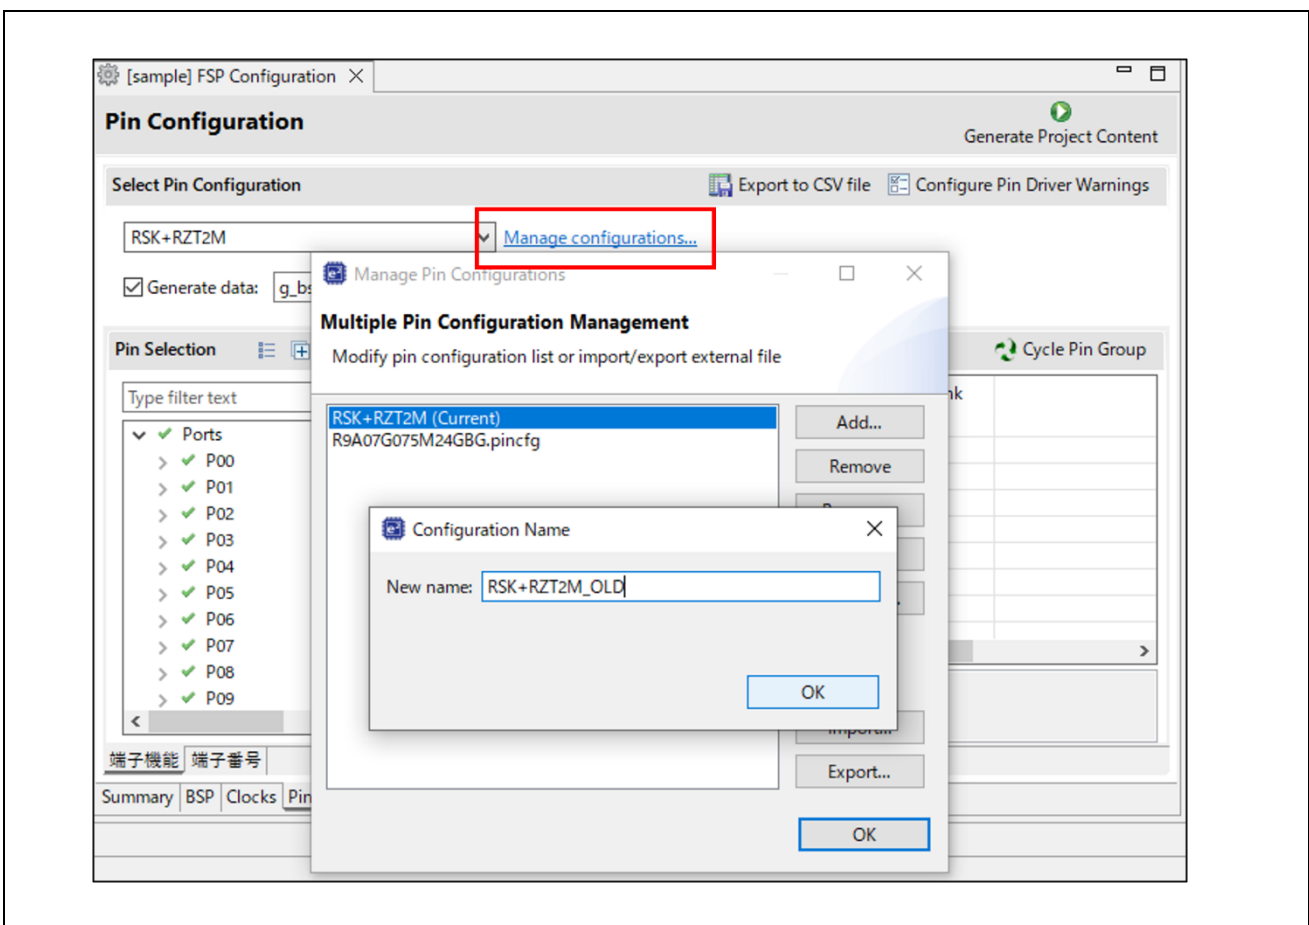 [sample] FSP Configuration
Pin Configuration
Generate Project Content
Select Pin Configuration
Export to CSV file
Configure Pin Driver Warnings
RSK+RZT2M
Manage configurations...
Generate data:
Manage Pin Configurations
Multiple Pin Configuration Management
Modify pin configuration list or import/export external file
Pin Selection
Cycle Pin Group
Type filter text
RSK+RZT2M (Current)
R9A07G075M24GBG.pincfg
Add...
Remove
Ports
P00
P01
P02
P03
P04
P05
P06
P07
P08
P09
Configuration Name
New name:
RSK+RZT2M_OLD
OK
Import...
Export...
OK
端子機能
端子番号
Summary
BSP
Clocks
Pin